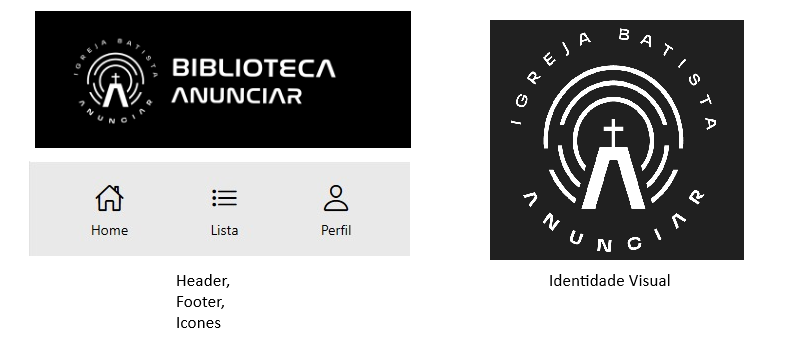 IGREJA BATISTA
ANUNCIAR
BIBLIOTECA
ANUNCIAR
Home
Lista
Perfil
Header,
Footer,
Icones
IGREJA BATISTA
ANUNCIAR
Identidade Visual